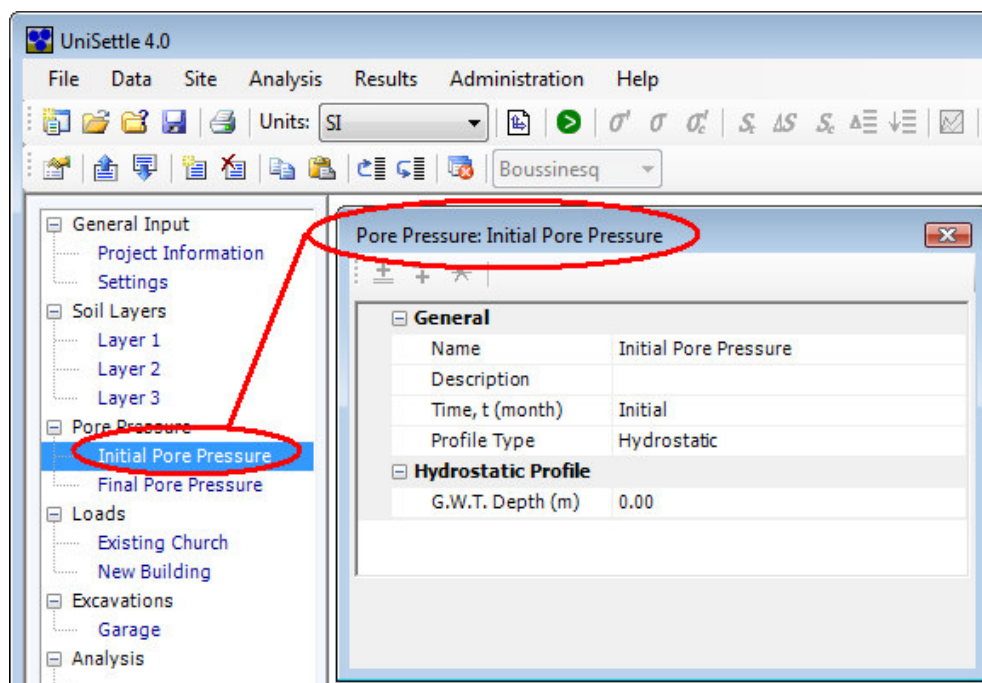 UniSettle 4.0
File Data Site Analysis Results Administration Help
Units: SI σ' σ σ'c St ΔS Sc
Boussinesq
General Input
Project Information
Settings
Soil Layers
Layer 1
Layer 2
Layer 3
Pore Pressure
Initial Pore Pressure
Final Pore Pressure
Loads
Existing Church
New Building
Excavations
Garage
Analysis
Pore Pressure: Initial Pore Pressure
General
Name Initial Pore Pressure
Description
Time, t (month) Initial
Profile Type Hydrostatic
Hydrostatic Profile
G.W.T. Depth (m) 0.00